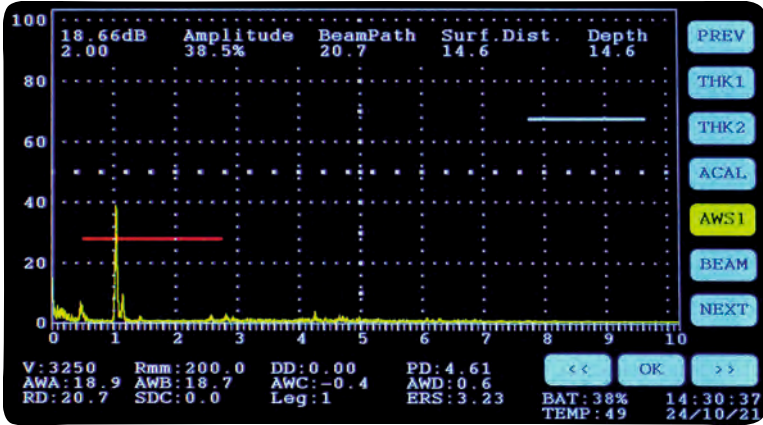 100
18.66dB Amplitude BeamPath Surf.Dist. Depth
2.00 38.5% 20.7 14.6 14.6
80
60
40
20
0
0 1 2 3 4 5 6 7 8 9 10
PREV
THK1
THK2
ACAL
AWS1
BEAM
NEXT
V:3250 Rmm:200.0 DD:0.00 PD:4.61
<< OK >>
AWA:18.9 AWB:18.7 AWC:-0.4 AWD:0.6
RD:20.7 SDC:0.0 Leg:1 ERS:3.23
BAT:38% 14:30:37
TEMP:49 24/10/21